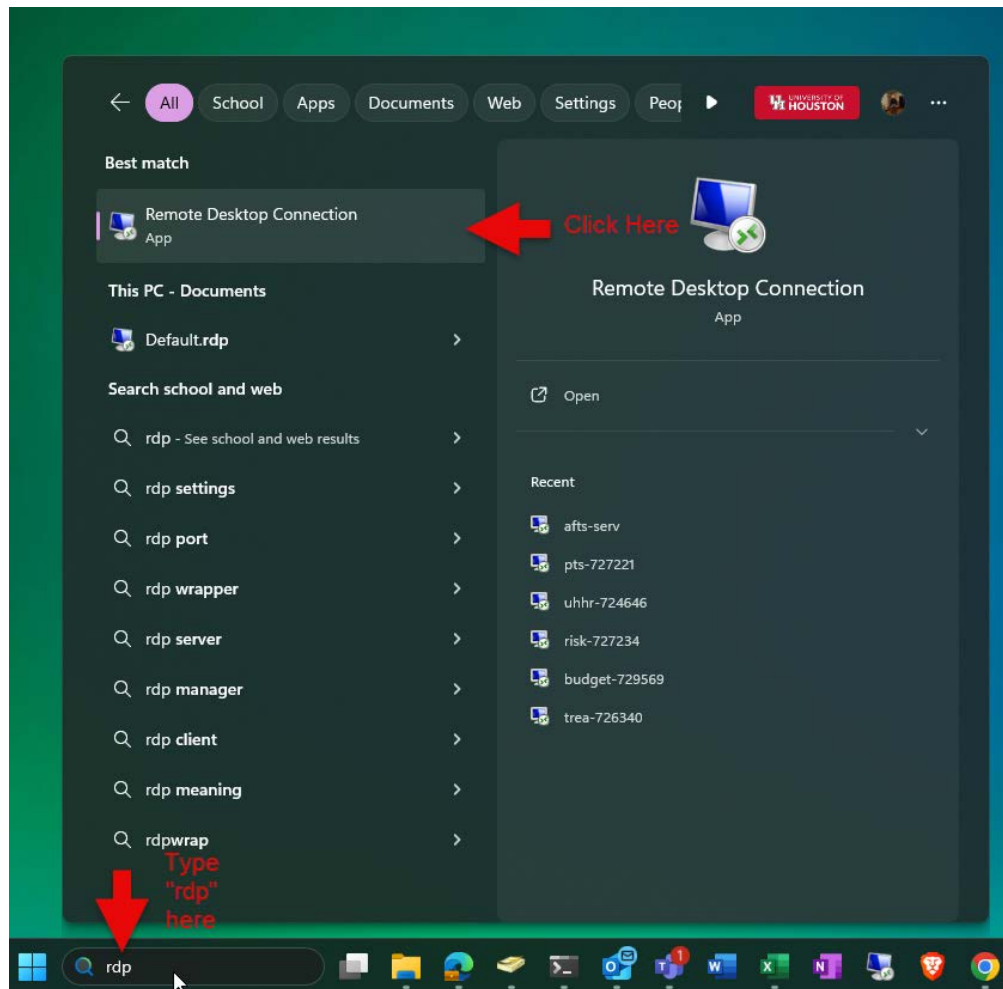 All School Apps Documents Web Settings Peop
UNIVERSITY OF
HOUSTON
Best match
Remote Desktop Connection
App
Click Here
This PC - Documents
Default.rdp
Search school and web
rdp - See school and web results
rdp settings
rdp port
rdp wrapper
rdp server
rdp manager
rdp client
rdp meaning
rdpwrap
Remote Desktop Connection
App
Open
Recent
afts-serv
pts-727221
uhhr-724646
risk-727234
budget-729569
trea-726340
Type
"rdp"
here
rdp
1